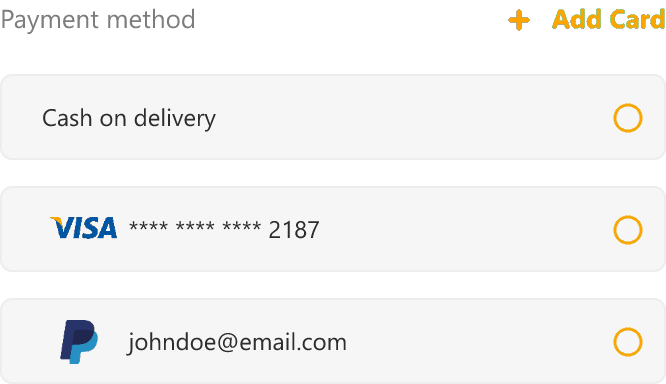 Payment method
+ Add Card
Cash on delivery
VISA **** **** **** 2187
johndoe@email.com